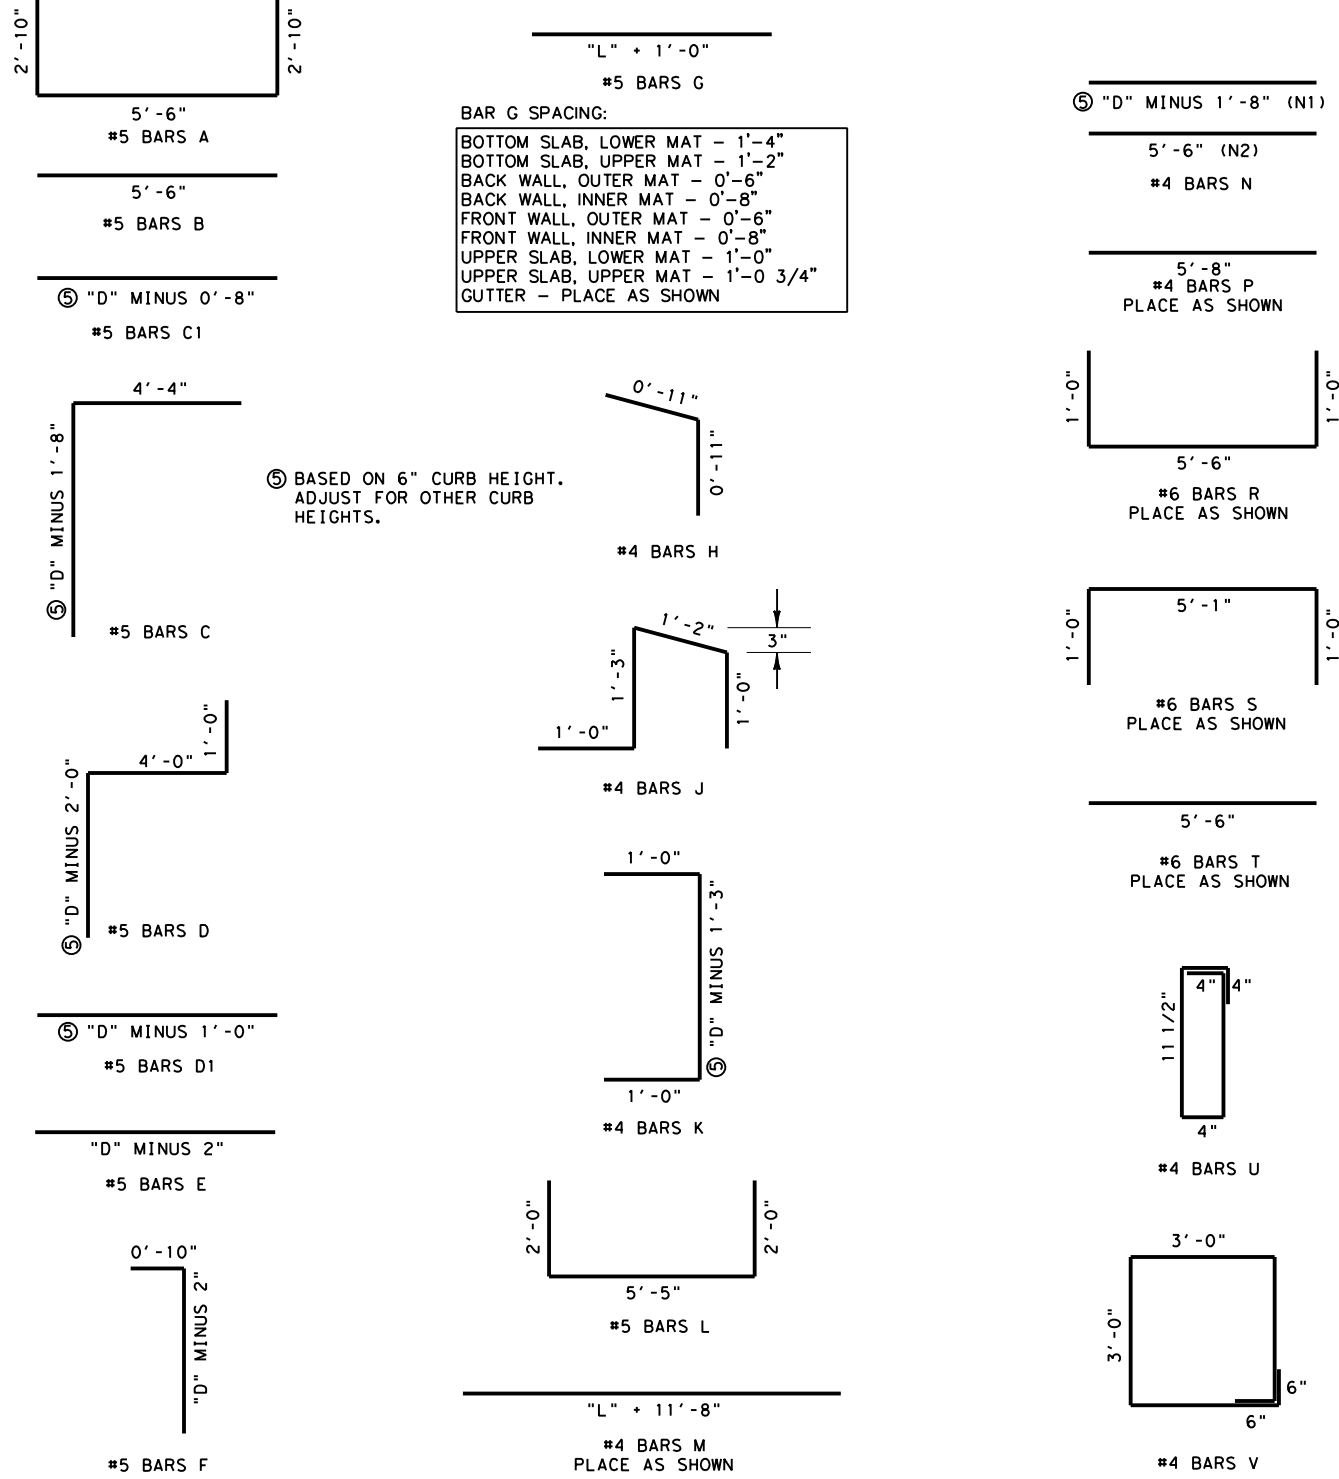 2'-10"
2'-10"
5'-6"
#5 BARS A
5'-6"
#5 BARS B
⑤ "D" MINUS 0'-8"
#5 BARS C1
4'-4"
⑤ "D" MINUS 1'-8"
#5 BARS C
⑤ BASED ON 6" CURB HEIGHT.
ADJUST FOR OTHER CURB
HEIGHTS.
1'-0"
4'-0"
⑤ "D" MINUS 2'-0"
#5 BARS D
⑤ "D" MINUS 1'-0"
#5 BARS D1
"D" MINUS 2"
#5 BARS E
0'-10"
"D" MINUS 2"
#5 BARS F
"L" + 1'-0"
#5 BARS G
BAR G SPACING:
BOTTOM SLAB, LOWER MAT – 1'–4"
BOTTOM SLAB, UPPER MAT – 1'–2"
BACK WALL, OUTER MAT – 0'–6"
BACK WALL, INNER MAT – 0'–8"
FRONT WALL, OUTER MAT – 0'–6"
FRONT WALL, INNER MAT – 0'–8"
UPPER SLAB, LOWER MAT – 1'–0"
UPPER SLAB, UPPER MAT – 1'–0 3/4"
GUTTER – PLACE AS SHOWN
0'-11"
0'-11"
#4 BARS H
1'-2"
3"
1'-3"
1'-0"
1'-0"
#4 BARS J
1'-0"
⑤ "D" MINUS 1'-3"
1'-0"
#4 BARS K
2'-0"
2'-0"
5'-5"
#5 BARS L
"L" + 11'-8"
#4 BARS M
PLACE AS SHOWN
⑤ "D" MINUS 1'-8" (N1)
5'-6" (N2)
#4 BARS N
5'-8"
#4 BARS P
PLACE AS SHOWN
1'-0"
1'-0"
5'-6"
#6 BARS R
PLACE AS SHOWN
5'-1"
1'-0"
1'-0"
#6 BARS S
PLACE AS SHOWN
5'-6"
#6 BARS T
PLACE AS SHOWN
4" 4"
11 1/2"
4"
#4 BARS U
3'-0"
3'-0"
6"
6"
#4 BARS V